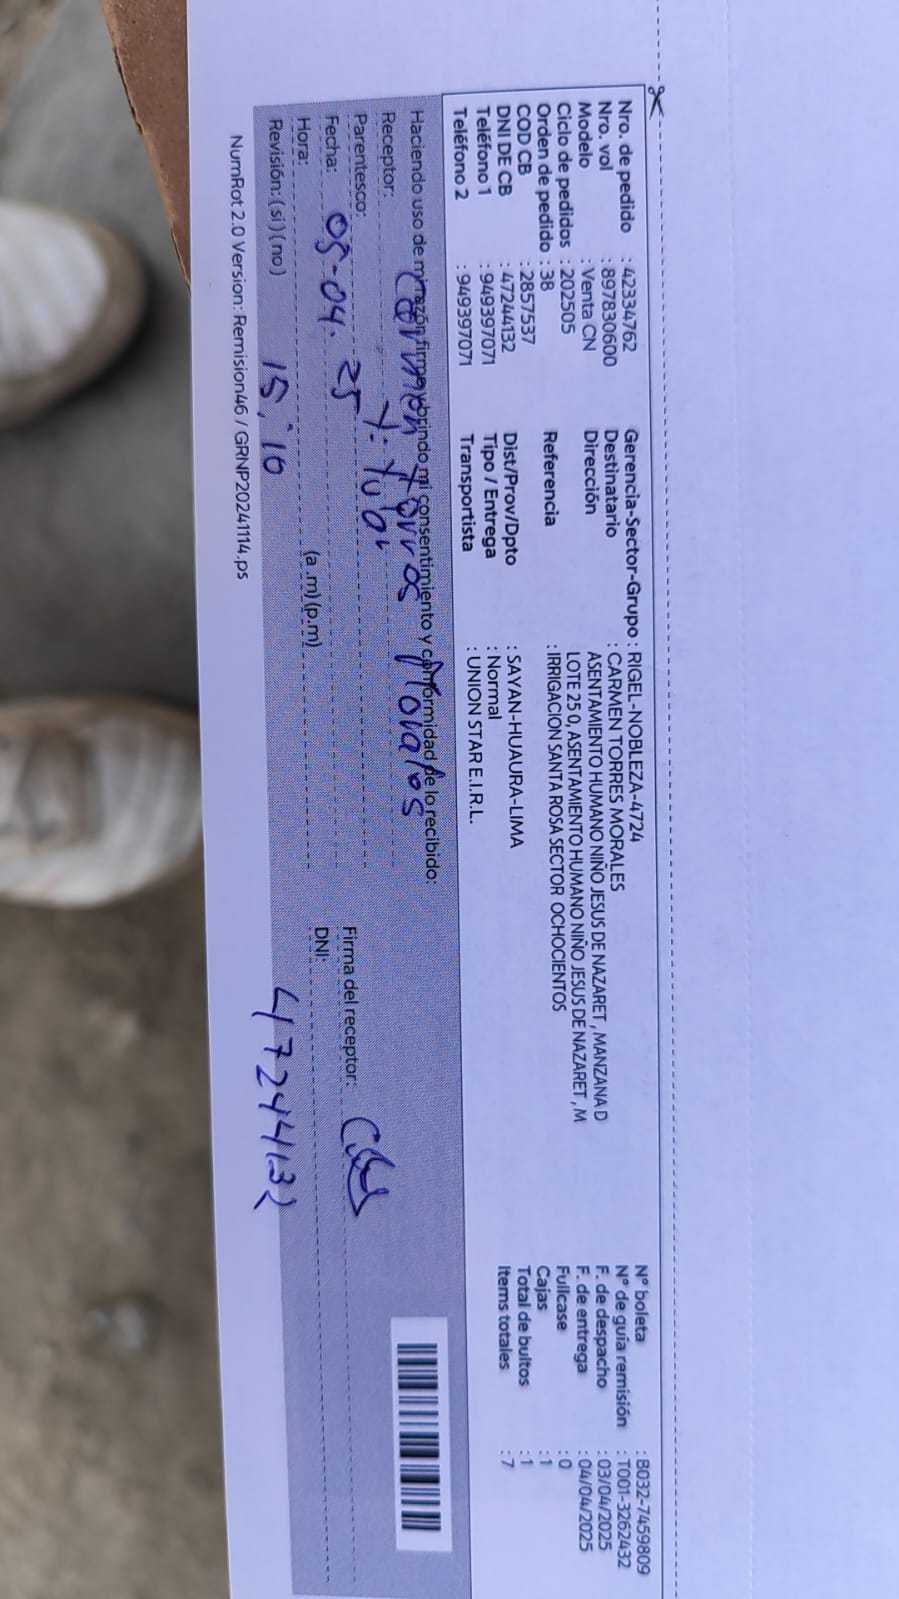 Nro. de pedido : 42334762
Nro. vol : 897830600
Modelo : Venta CN
Ciclo de pedidos : 202505
Orden de pedido : 38
COD CB : 2857537
DNI DE CB : 47244132
Teléfono 1 : 949397071
Teléfono 2 : 949397071
Gerencia-Sector-Grupo : RIGEL-NOBLEZA-4724
Destinatario : CARMEN TORRES MORALES
Dirección ASENTAMIENTO HUMANO NIÑO JESUS DE NAZARET , MANZANA D
LOTE 25 0, ASENTAMIENTO HUMANO NIÑO JESUS DE NAZARET , M
Referencia : IRRIGACION SANTA ROSA SECTOR OCHOCIENTOS
Dist/Prov/Dpto : SAYAN-HUAURA-LIMA
Tipo / Entrega : Normal
Transportista : UNION STAR E.I.R.L.
Nº boleta : B032-7459809
Nº de guía remisión : T001-3262432
F. de despacho : 03/04/2025
F. de entrega : 04/04/2025
Fullcase : 0
Cajas : 1
Total de bultos : 1
Items totales : 7
Haciendo uso de mi razón firmo y brindo mi consentimiento y conformidad de lo recibido:
Receptor: Carmen Torres Morales
Parentesco:
Fecha: 05-04. 25
Hora: 15:10 (a .m) (p.m)
Revisión: (si) (no)
Firma del receptor:
DNI: 47244132
NumRot 2.0 Version: Remision46 / GRNP20241114.ps